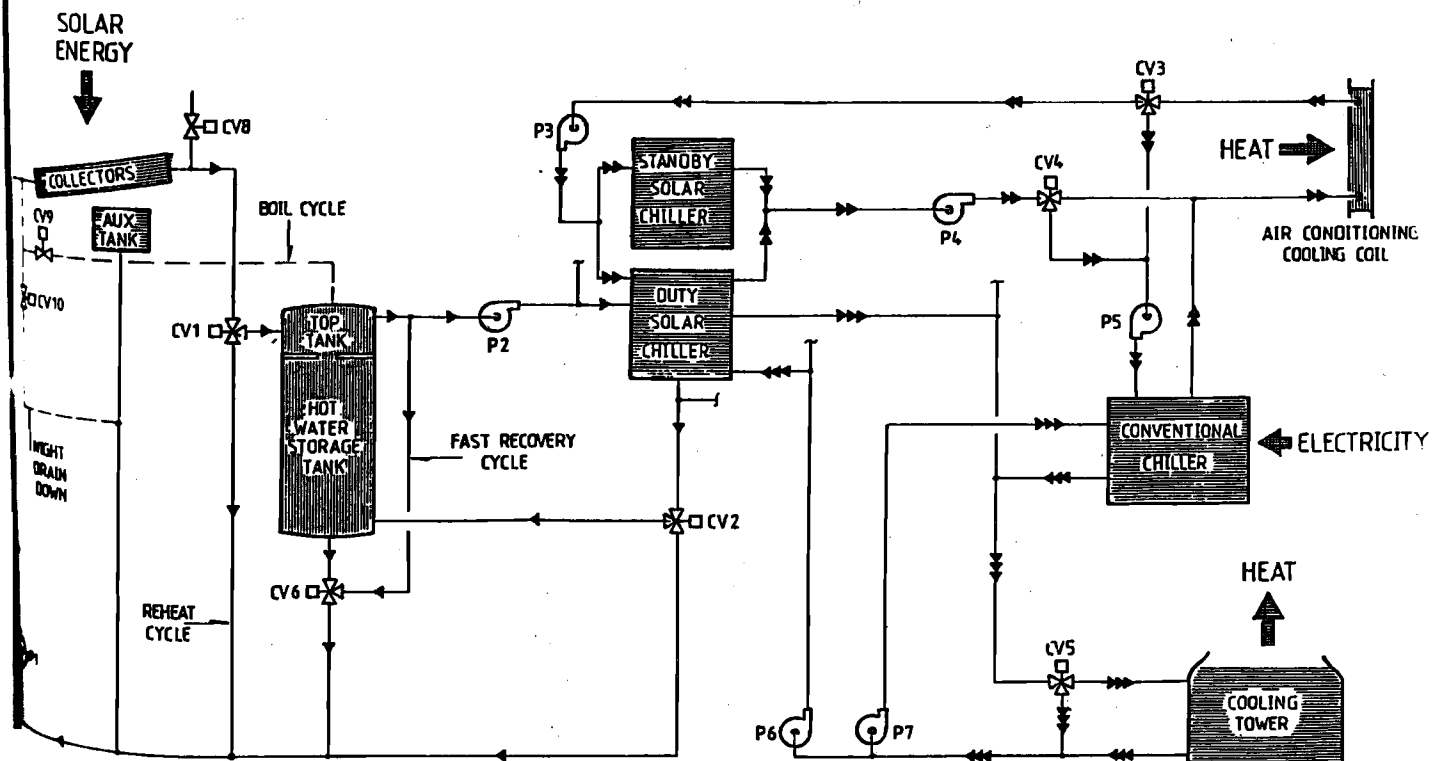 SOLAR
ENERGY
CV8
COLLECTORS
AUX
TANK
CV9
CV10
BOIL CYCLE
CV1
TOP
TANK
HOT
WATER
STORAGE
TANK
FAST RECOVERY
CYCLE
NIGHT
DRAIN
DOWN
REHEAT
CYCLE
CV6
CV2
P2
P3
STANDBY
SOLAR
CHILLER
DUTY
SOLAR
CHILLER
P4
CV4
CV3
HEAT
AIR CONDITIONING
COOLING COIL
P5
CONVENTIONAL
CHILLER
ELECTRICITY
HEAT
CV5
P6
P7
COOLING
TOWER